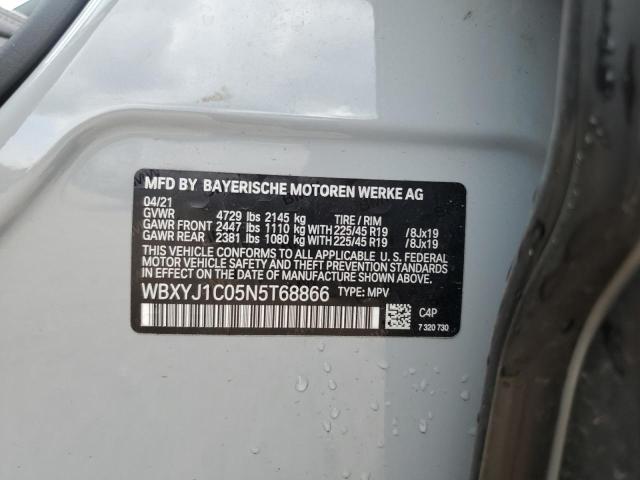 MFD BY BAYERISCHE MOTOREN WERKE AG
04/21
GVWR 4729 lbs 2145 kg TIRE / RIM
GAWR FRONT 2447 lbs 1110 kg WITH 225/45 R19 /8Jx19
GAWR REAR 2381 lbs 1080 kg WITH 225/45 R19 /8Jx19
THIS VEHICLE CONFORMS TO ALL APPLICABLE U. S. FEDERAL
MOTOR VEHICLE SAFETY AND THEFT PREVENTION STANDARDS
IN EFFECT ON THE DATE OF MANUFACTURE SHOWN ABOVE.
WBXYJ1C05N5T68866 TYPE: MPV
C4P
7 320 730